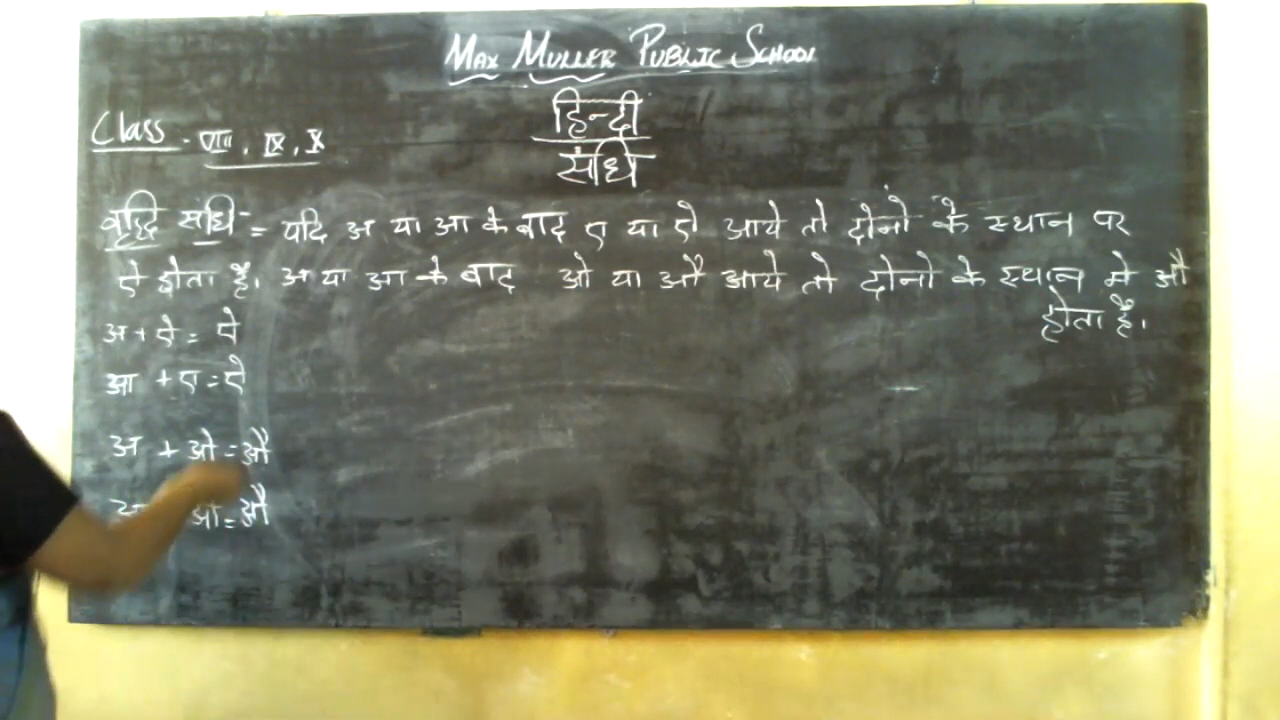 MAX MULLER PUBLIC SCHOOL
हिन्दी
Class - VIII, IX, X
संधि
वृद्धि संधि - = यदि अ या आ के बाद ए या ऐ आये तो दोनो के स्थान पर
ऐ होता है। अ या आ के बाद ओ या औ आये तो दोनो के स्थान मे औ
होता है।
अ + ऐ = ऐ
आ + ए = ऐ
अ + ओ = औ
ओ = औ